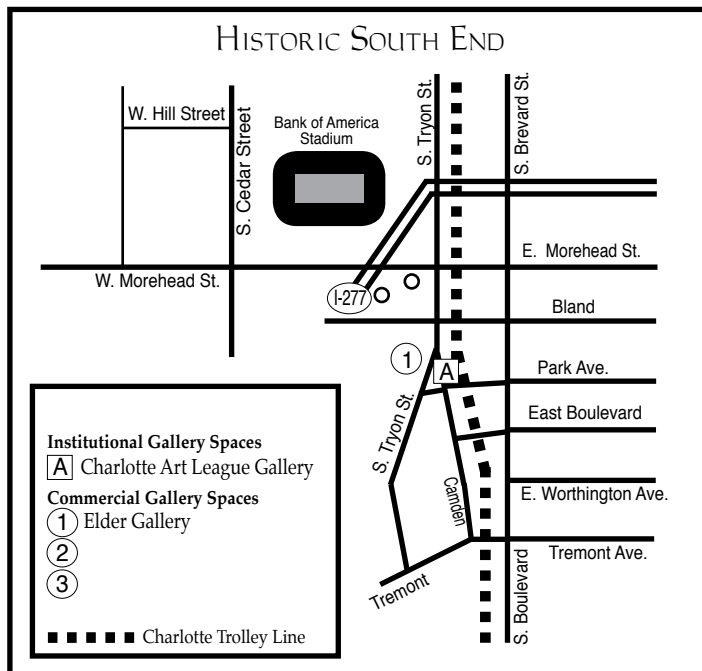 HISTORIC SOUTH END
W. Hill Street
S. Cedar Street
Bank of America
Stadium
S. Tryon St.
S. Brevard St.
W. Morehead St.
E. Morehead St.
I-277
Bland
1
A
Park Ave.
S. Tryon St.
East Boulevard
Camden
E. Worthington Ave.
Tremont
Tremont Ave.
S. Boulevard
Institutional Gallery Spaces
A Charlotte Art League Gallery
Commercial Gallery Spaces
1 Elder Gallery
2
3
Charlotte Trolley Line